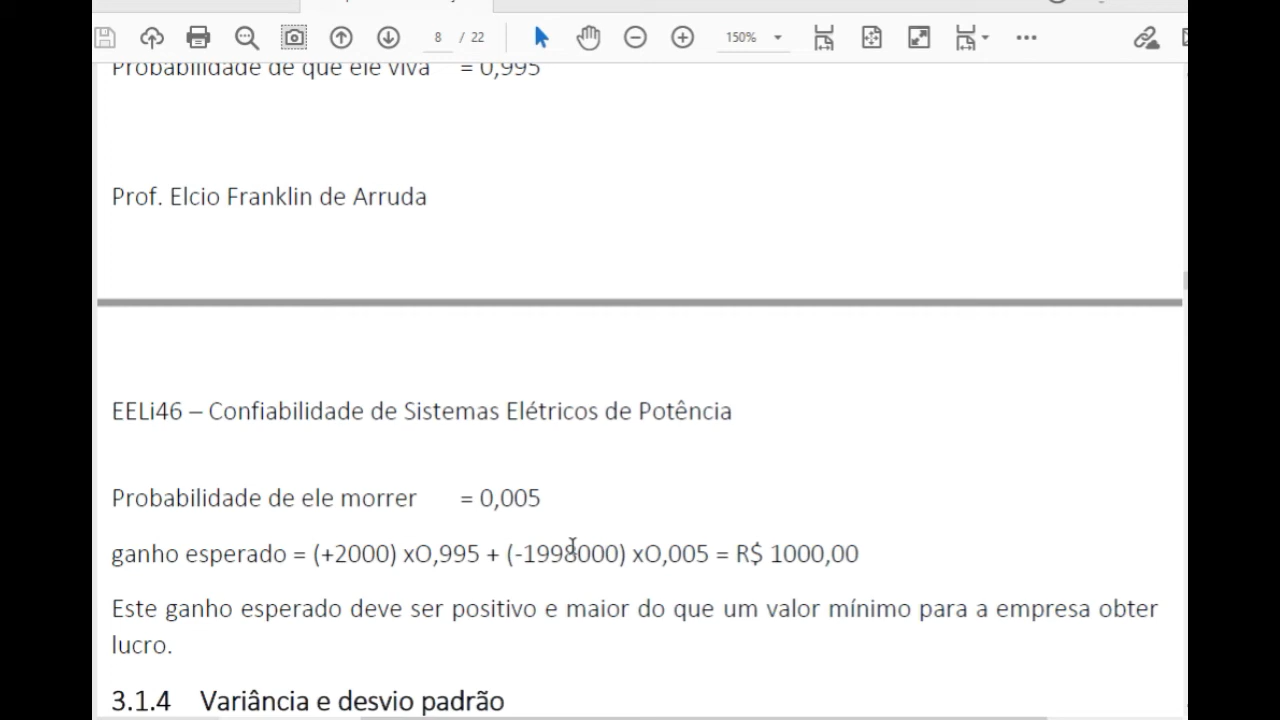 8 / 22 150%
Probabilidade de que ele viva = 0,995
Prof. Elcio Franklin de Arruda
EELi46 – Confiabilidade de Sistemas Elétricos de Potência
Probabilidade de ele morrer = 0,005
ganho esperado = (+2000) xO,995 + (-1998000) xO,005 = R$ 1000,00
Este ganho esperado deve ser positivo e maior do que um valor mínimo para a empresa obter
lucro.
3.1.4 Variância e desvio padrão